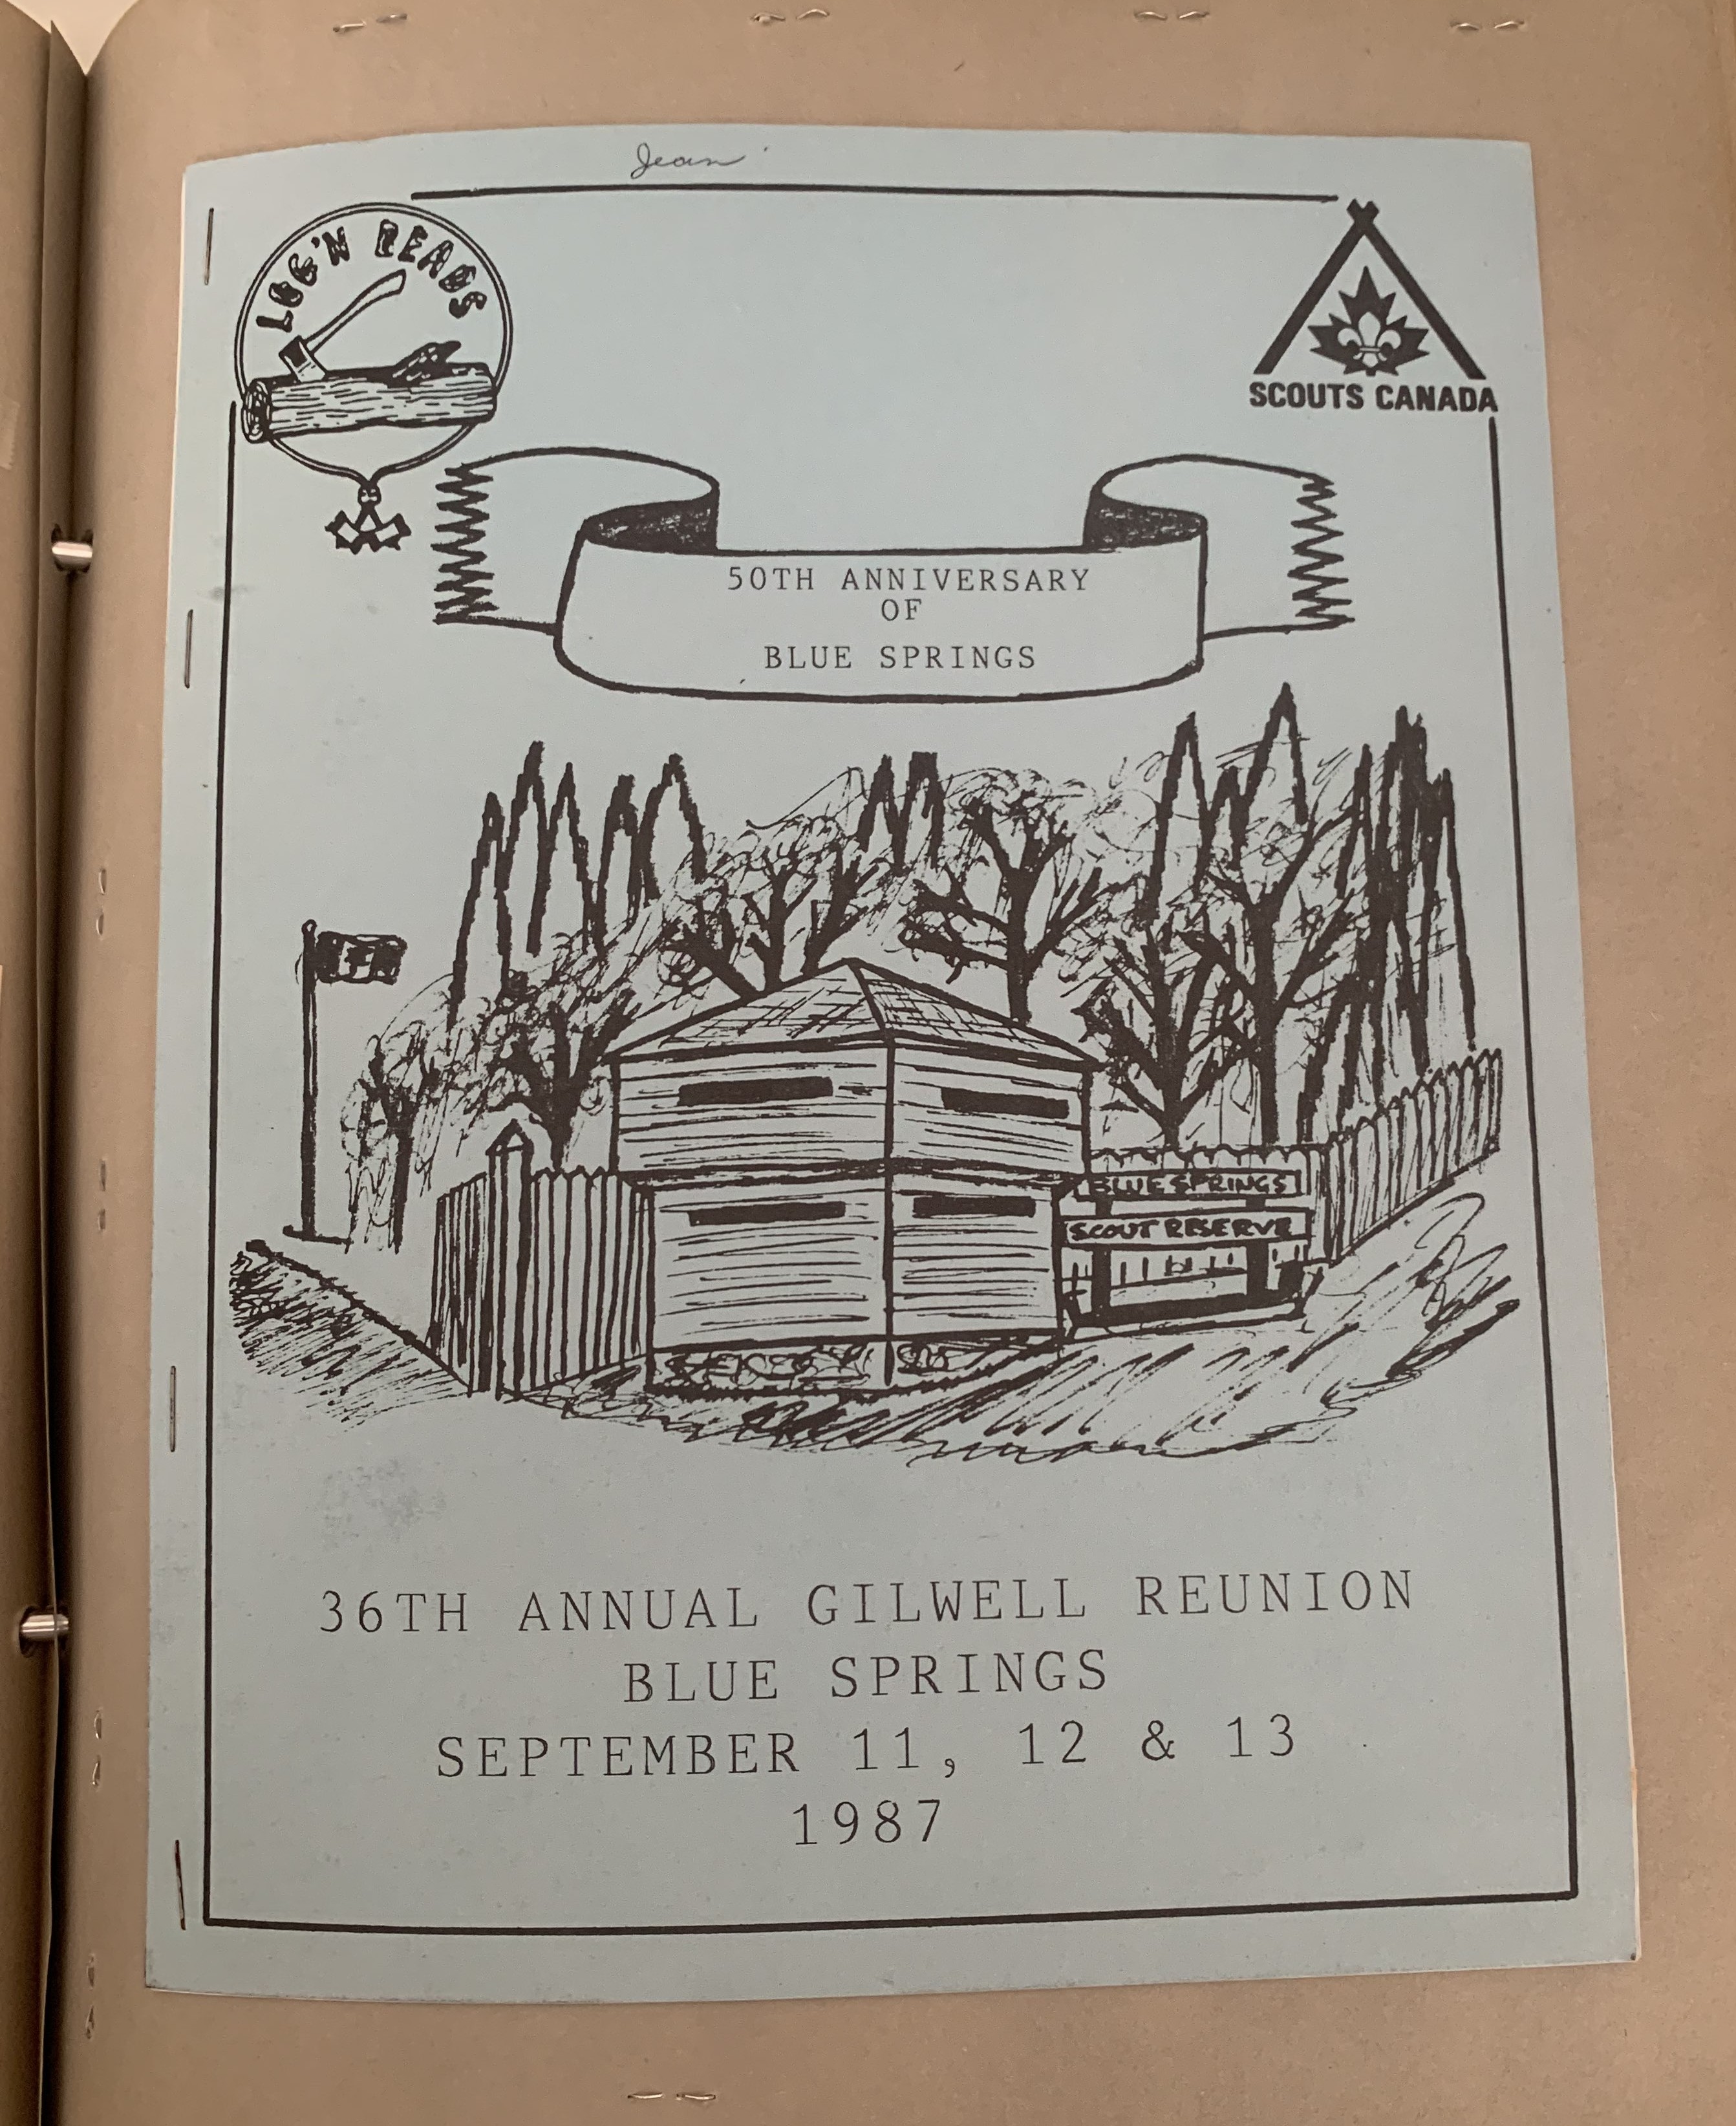 Jean
LOG'N BEADS
SCOUTS CANADA
50TH ANNIVERSARY
OF
BLUE SPRINGS
BLUE SPRINGS
SCOUT RESERVE
36TH ANNUAL GILWELL REUNION
BLUE SPRINGS
SEPTEMBER 11, 12 & 13
1987